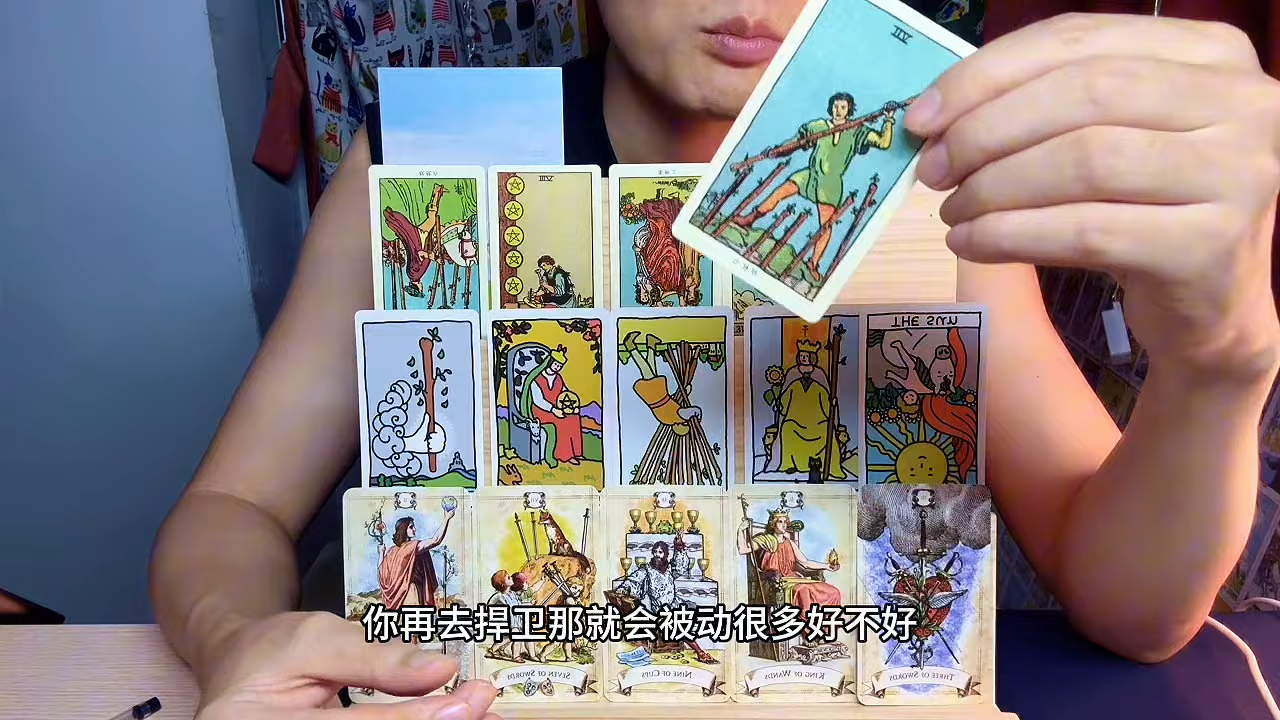 VII
VIII
THE SUN
SEVEN OF SWORDS
NINE OF CUPS
KING OF WANDS
THREE OF SWORDS
你再去捍卫那就会被动很多好不好